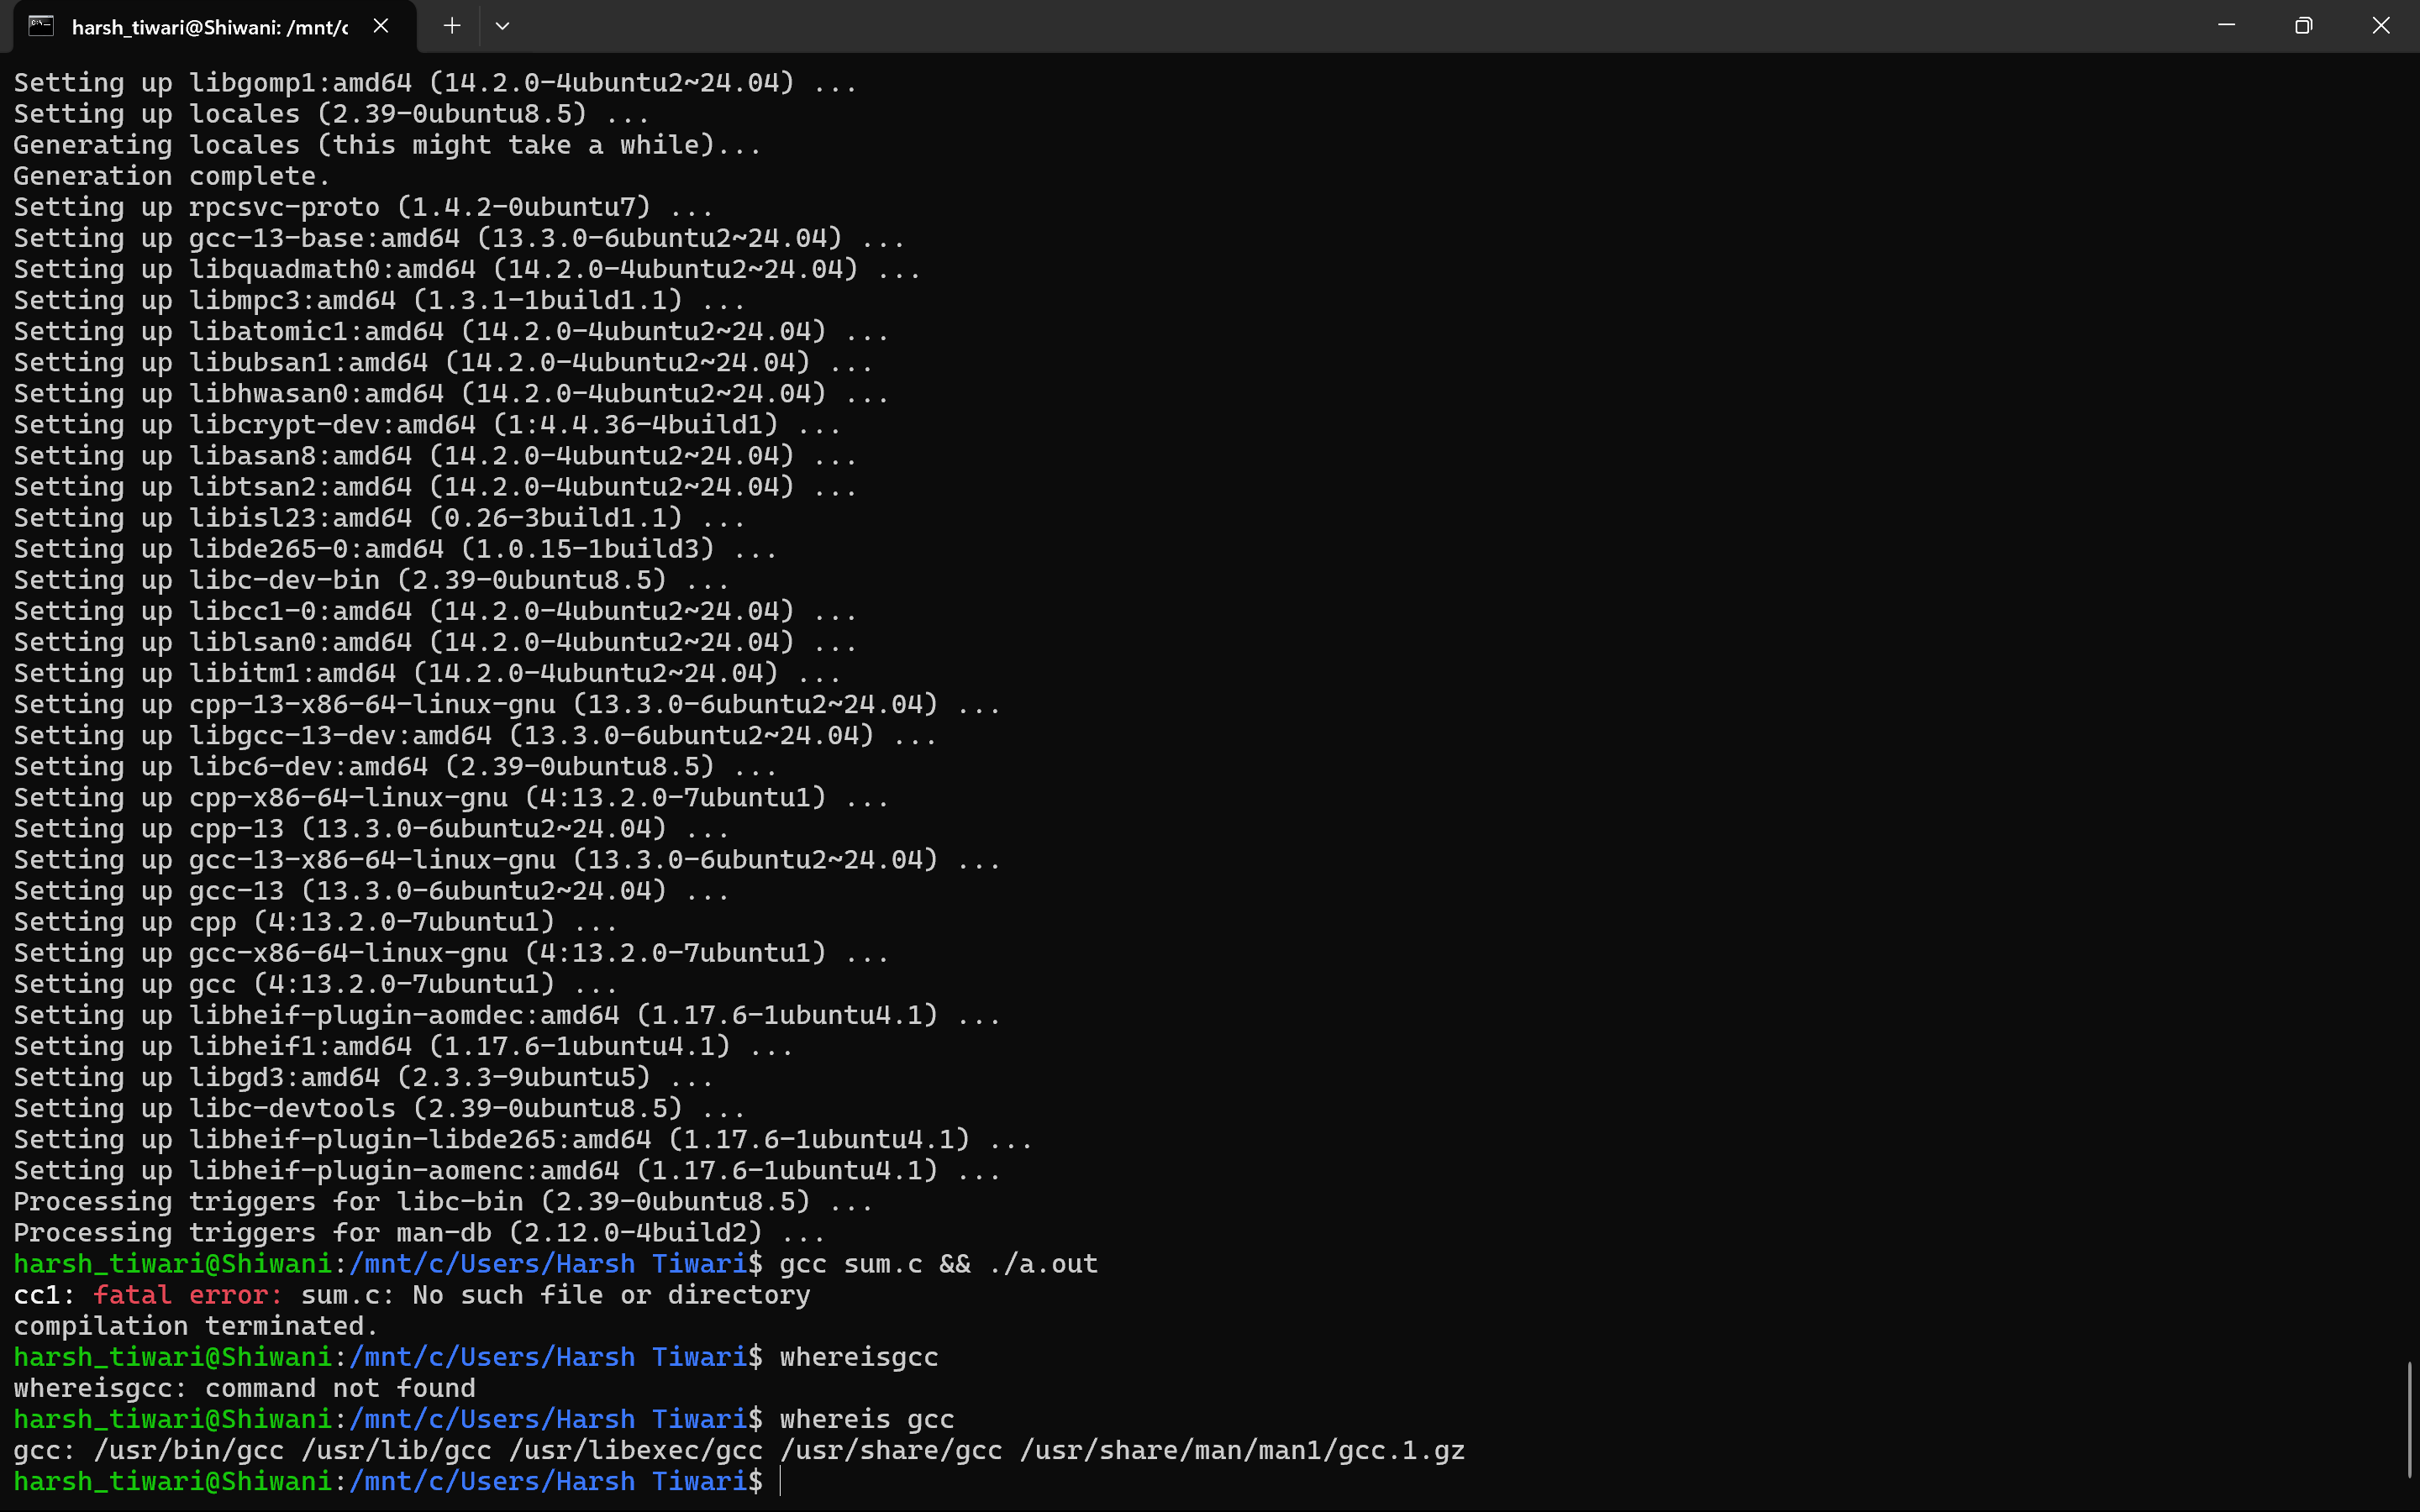 harsh_tiwari@Shiwani: /mnt/c
Setting up libgomp1:amd64 (14.2.0-4ubuntu2~24.04) ...
Setting up locales (2.39-0ubuntu8.5) ...
Generating locales (this might take a while)...
Generation complete.
Setting up rpcsvc-proto (1.4.2-0ubuntu7) ...
Setting up gcc-13-base:amd64 (13.3.0-6ubuntu2~24.04) ...
Setting up libquadmath0:amd64 (14.2.0-4ubuntu2~24.04) ...
Setting up libmpc3:amd64 (1.3.1-1build1.1) ...
Setting up libatomic1:amd64 (14.2.0-4ubuntu2~24.04) ...
Setting up libubsan1:amd64 (14.2.0-4ubuntu2~24.04) ...
Setting up libhwasan0:amd64 (14.2.0-4ubuntu2~24.04) ...
Setting up libcrypt-dev:amd64 (1:4.4.36-4build1) ...
Setting up libasan8:amd64 (14.2.0-4ubuntu2~24.04) ...
Setting up libtsan2:amd64 (14.2.0-4ubuntu2~24.04) ...
Setting up libisl23:amd64 (0.26-3build1.1) ...
Setting up libde265-0:amd64 (1.0.15-1build3) ...
Setting up libc-dev-bin (2.39-0ubuntu8.5) ...
Setting up libcc1-0:amd64 (14.2.0-4ubuntu2~24.04) ...
Setting up liblsan0:amd64 (14.2.0-4ubuntu2~24.04) ...
Setting up libitm1:amd64 (14.2.0-4ubuntu2~24.04) ...
Setting up cpp-13-x86-64-linux-gnu (13.3.0-6ubuntu2~24.04) ...
Setting up libgcc-13-dev:amd64 (13.3.0-6ubuntu2~24.04) ...
Setting up libc6-dev:amd64 (2.39-0ubuntu8.5) ...
Setting up cpp-x86-64-linux-gnu (4:13.2.0-7ubuntu1) ...
Setting up cpp-13 (13.3.0-6ubuntu2~24.04) ...
Setting up gcc-13-x86-64-linux-gnu (13.3.0-6ubuntu2~24.04) ...
Setting up gcc-13 (13.3.0-6ubuntu2~24.04) ...
Setting up cpp (4:13.2.0-7ubuntu1) ...
Setting up gcc-x86-64-linux-gnu (4:13.2.0-7ubuntu1) ...
Setting up gcc (4:13.2.0-7ubuntu1) ...
Setting up libheif-plugin-aomdec:amd64 (1.17.6-1ubuntu4.1) ...
Setting up libheif1:amd64 (1.17.6-1ubuntu4.1) ...
Setting up libgd3:amd64 (2.3.3-9ubuntu5) ...
Setting up libc-devtools (2.39-0ubuntu8.5) ...
Setting up libheif-plugin-libde265:amd64 (1.17.6-1ubuntu4.1) ...
Setting up libheif-plugin-aomenc:amd64 (1.17.6-1ubuntu4.1) ...
Processing triggers for libc-bin (2.39-0ubuntu8.5) ...
Processing triggers for man-db (2.12.0-4build2) ...
harsh_tiwari@Shiwani:/mnt/c/Users/Harsh Tiwari$ gcc sum.c && ./a.out
cc1: fatal error: sum.c: No such file or directory
compilation terminated.
harsh_tiwari@Shiwani:/mnt/c/Users/Harsh Tiwari$ whereisgcc
whereisgcc: command not found
harsh_tiwari@Shiwani:/mnt/c/Users/Harsh Tiwari$ whereis gcc
gcc: /usr/bin/gcc /usr/lib/gcc /usr/libexec/gcc /usr/share/gcc /usr/share/man/man1/gcc.1.gz
harsh_tiwari@Shiwani:/mnt/c/Users/Harsh Tiwari$